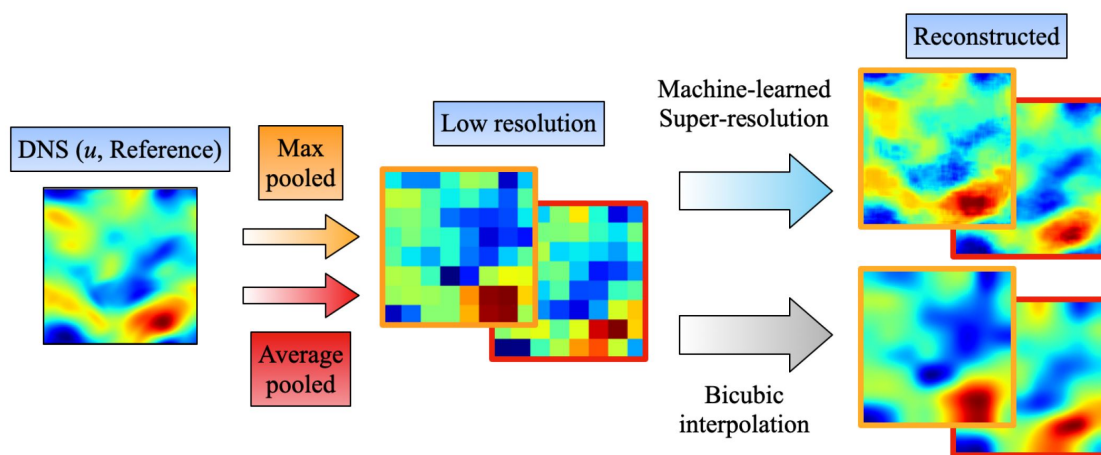 DNS (u, Reference)
Max
pooled
Average
pooled
Low resolution
Machine-learned
Super-resolution
Bicubic
interpolation
Reconstructed